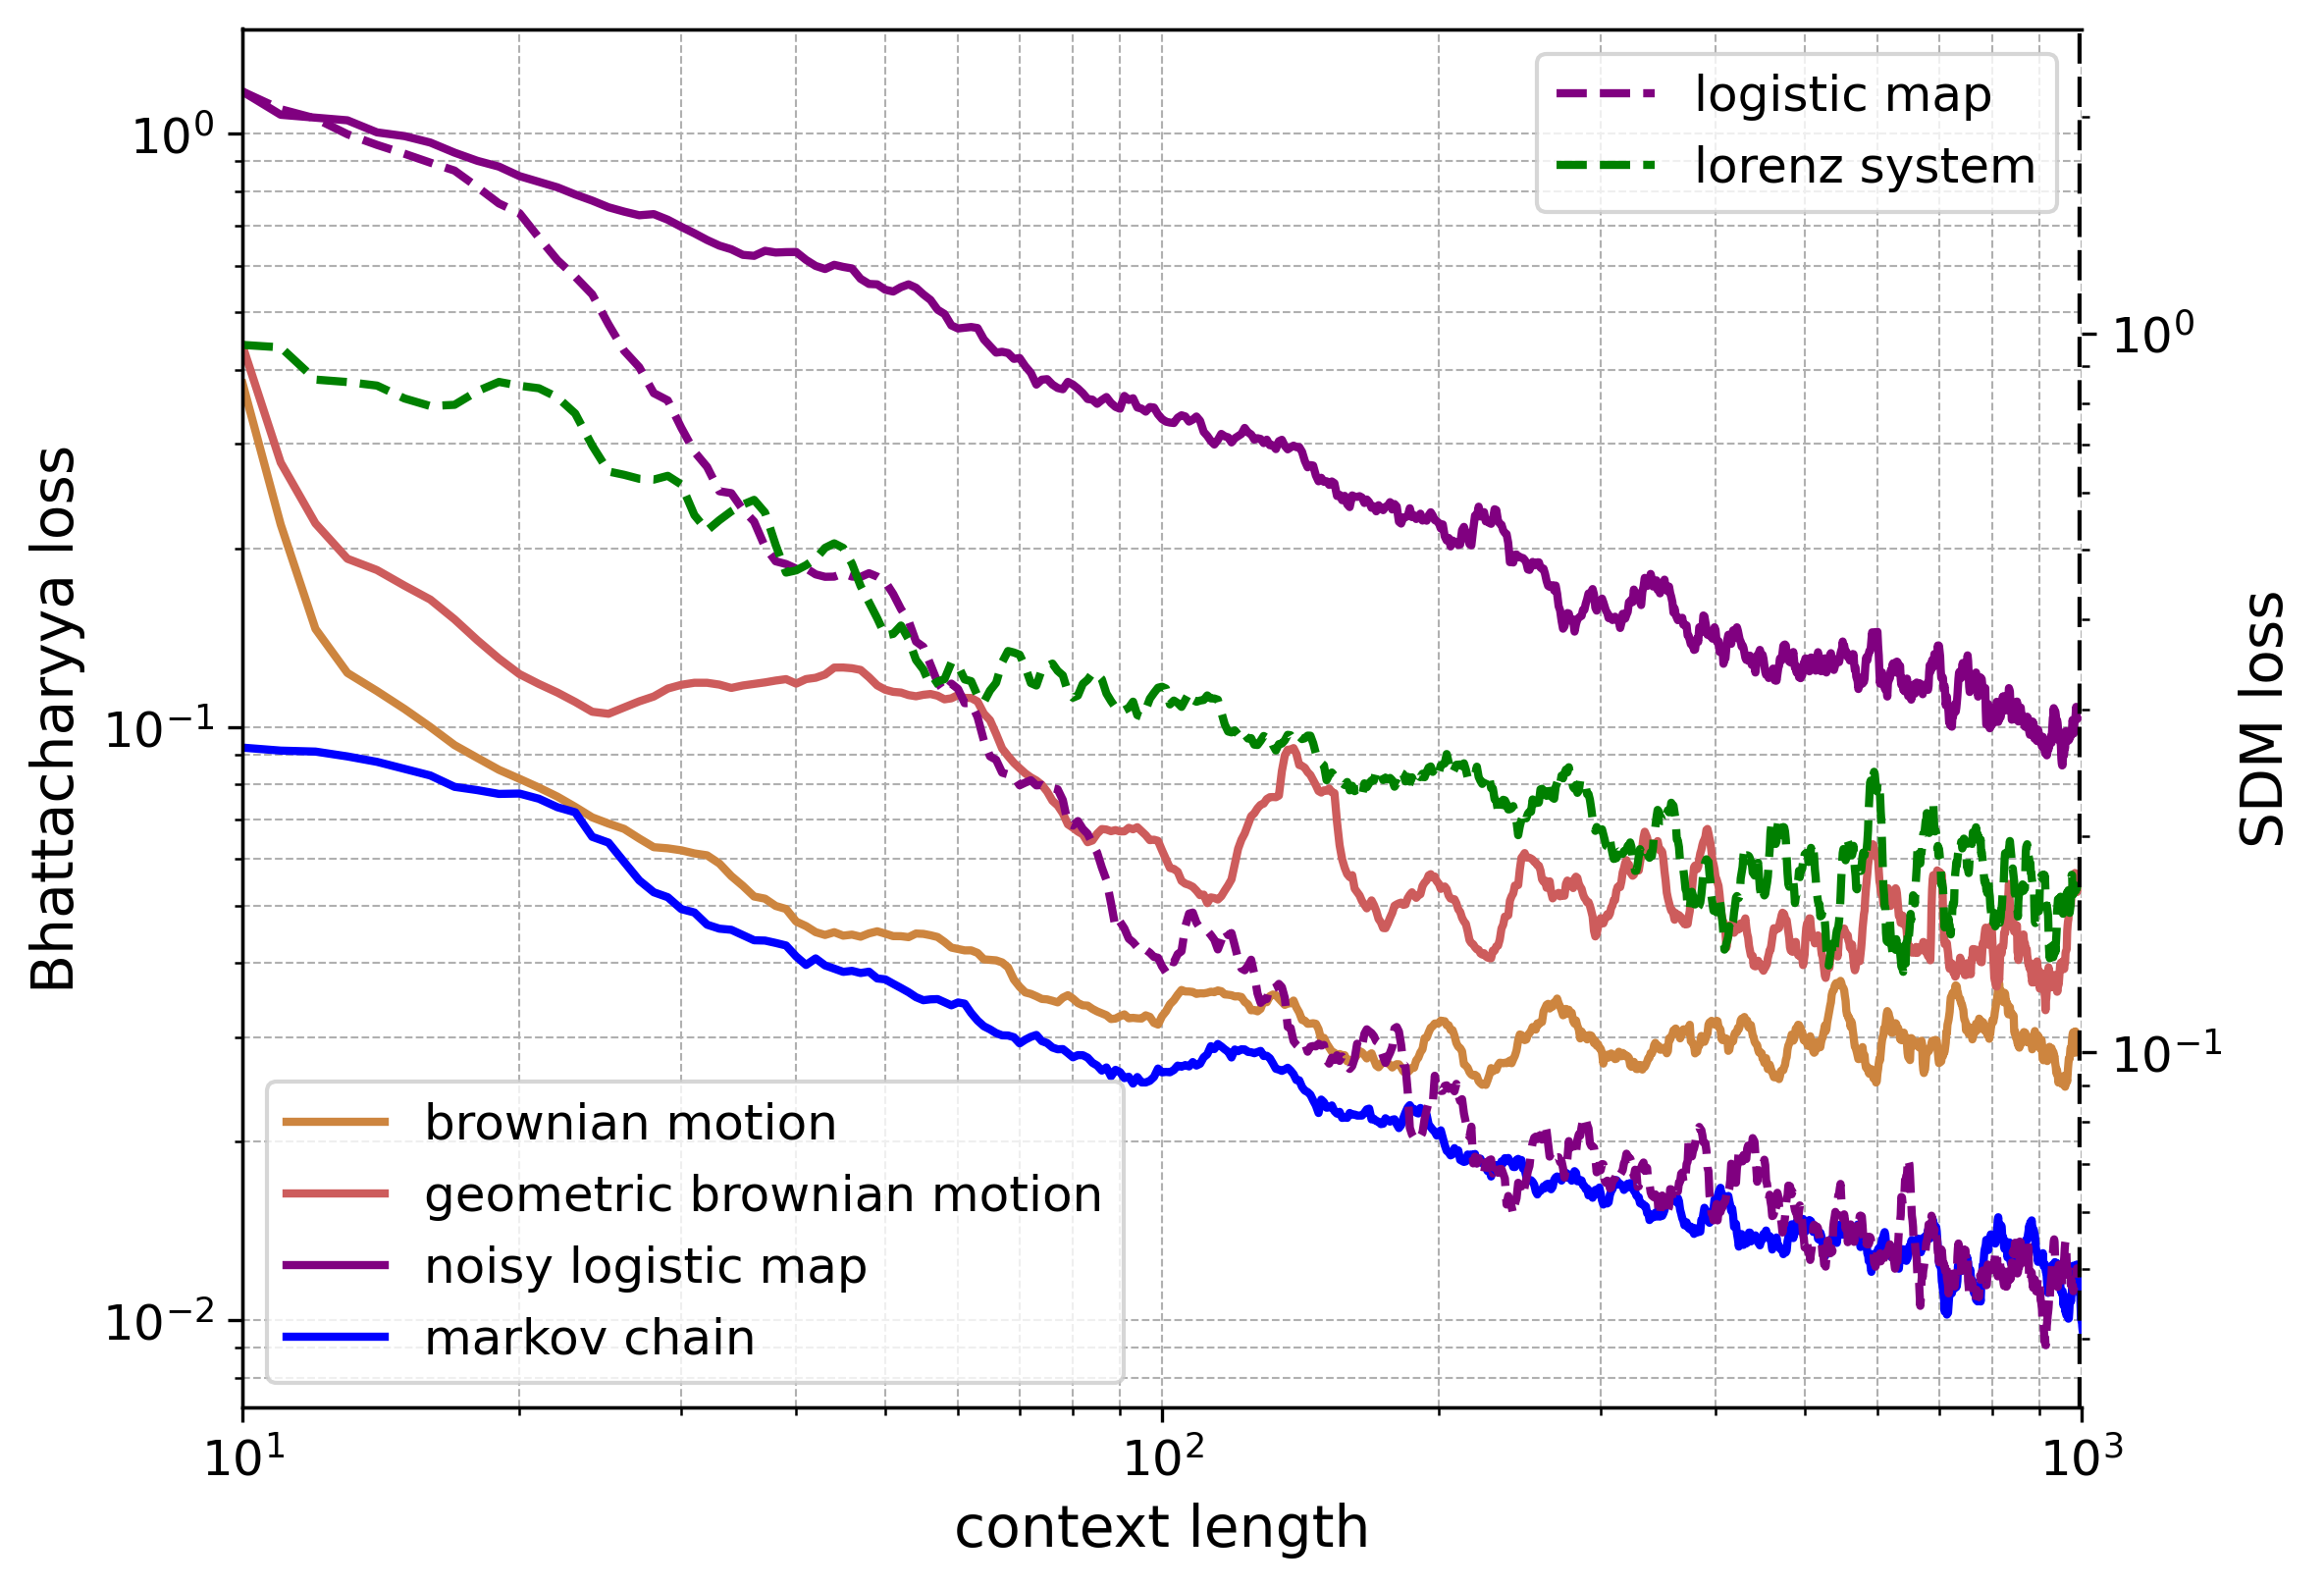 logistic map
lorenz system
10⁰
10⁰
Bhattacharyya loss
SDM loss
10⁻¹
10⁻¹
brownian motion
geometric brownian motion
noisy logistic map
markov chain
10⁻²
10¹ 10² 10³
context length